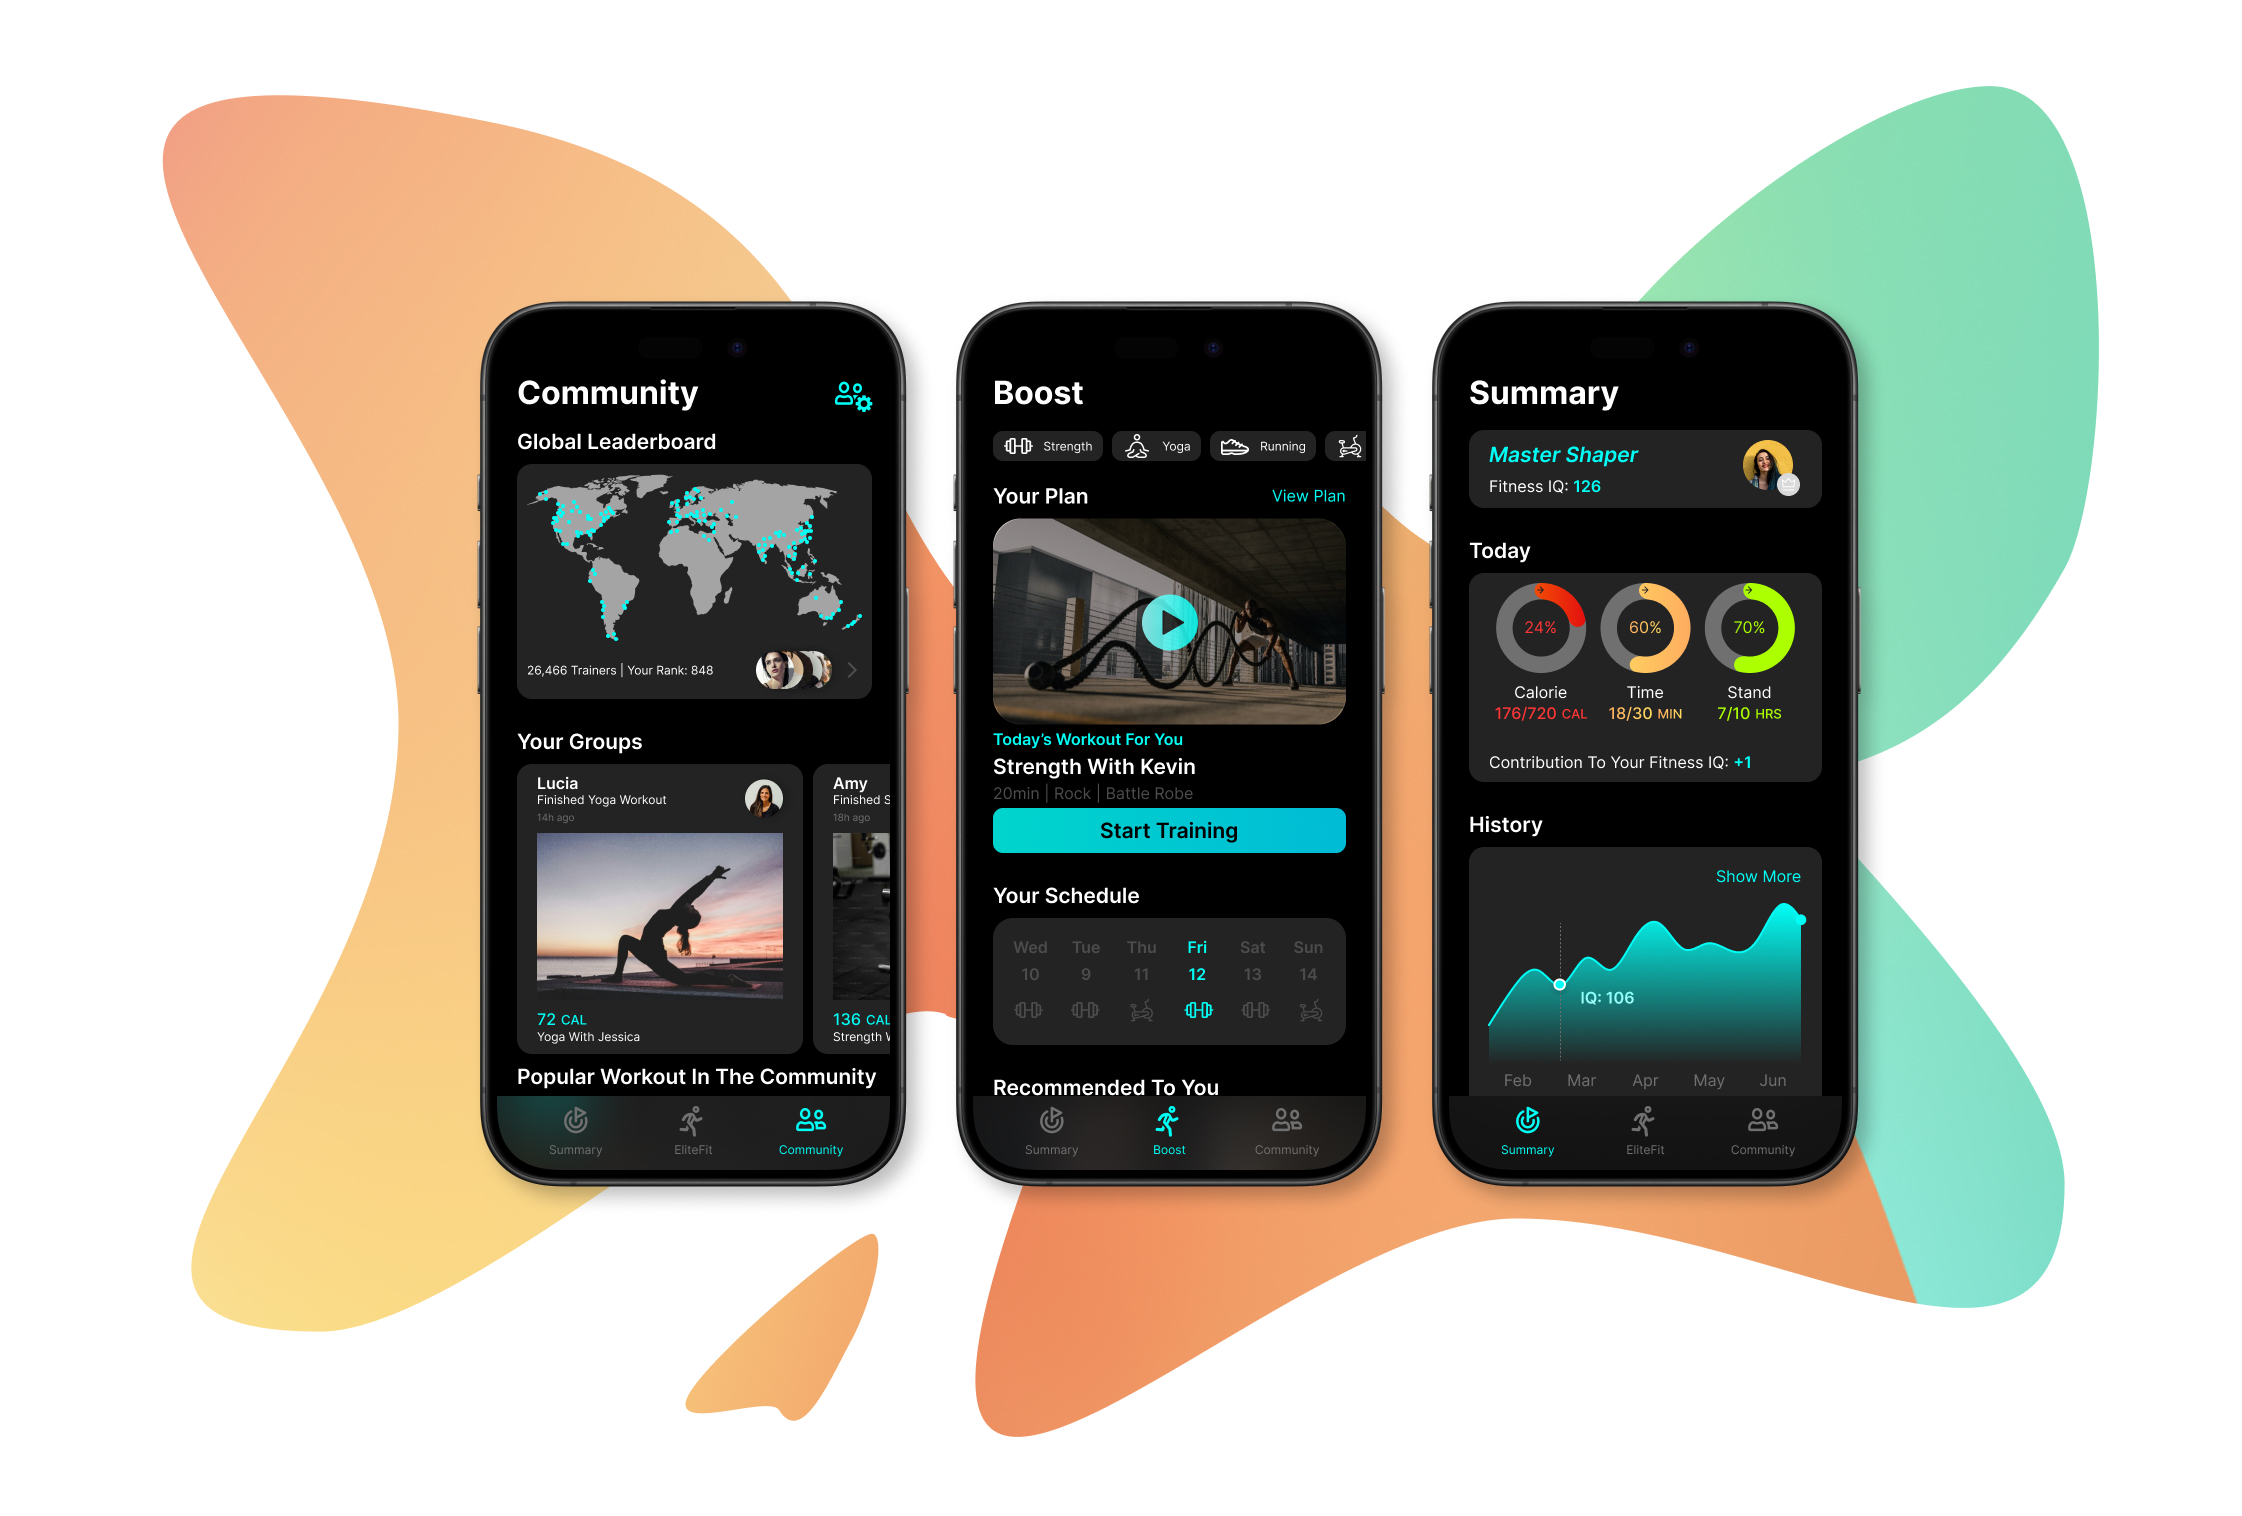 Community
Global Leaderboard
26,466 Trainers | Your Rank: 848
Your Groups
Lucia
Finished Yoga Workout
14h ago
72 CAL
Yoga With Jessica
Amy
Finished S
18h ago
136 CAL
Strength W
Popular Workout In The Community
Summary
EliteFit
Community
Boost
Strength
Yoga
Running
Your Plan
View Plan
Today's Workout For You
Strength With Kevin
20min | Rock | Battle Robe
Start Training
Your Schedule
Wed Tue Thu Fri Sat Sun
10 9 11 12 13 14
Recommended To You
Summary
Boost
Community
Summary
Master Shaper
Fitness IQ: 126
Today
24% 60% 70%
Calorie Time Stand
176/720 CAL 18/30 MIN 7/10 HRS
Contribution To Your Fitness IQ: +1
History
Show More
IQ: 106
Feb Mar Apr May Jun
Summary
EliteFit
Community